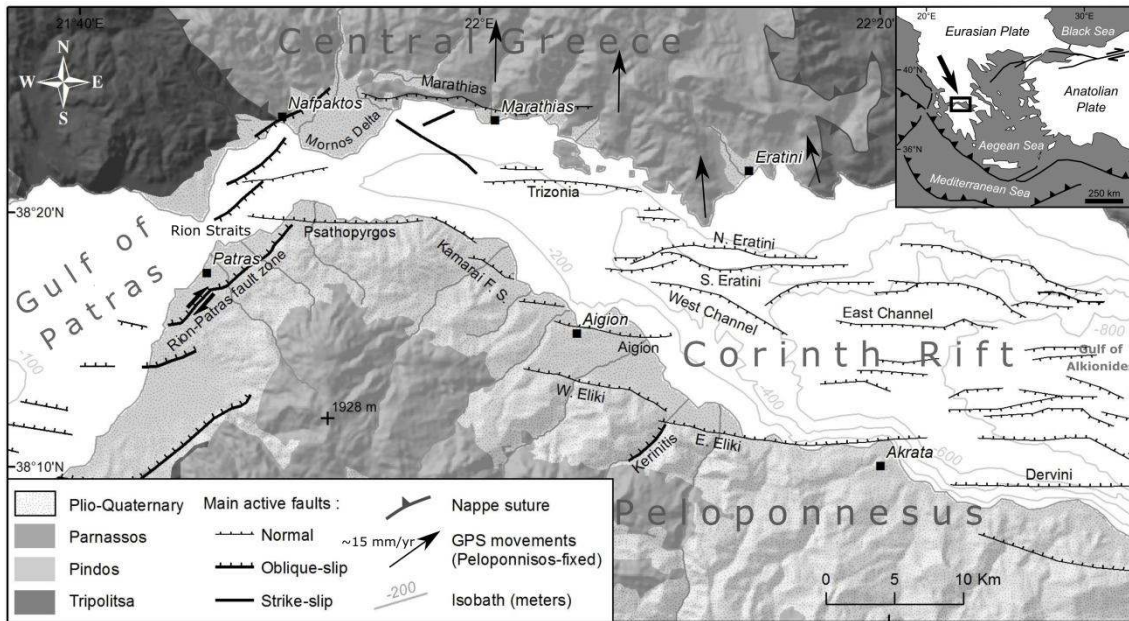 21°40'E
22°E
22°20'E
20°E
30°E
Black Sea
Eurasian Plate
40°N
Anatolian
Plate
36°N
Aegean Sea
Mediterranean Sea
250 km
N
W E
S
Central Greece
Marathias
Nafpaktos
Marathias
Mornos Delta
Eratini
Trizonia
38°20'N
Rion Straits
Psathopyrgos
Gulf of
Patras
Patras
Rion-Patras fault zone
Kamarai F. S.
-200
N. Eratini
S. Eratini
West Channel
East Channel
Aigion
Aigion
Corinth Rift
-800
Gulf of
Alkionides
-100
W. Eliki
-400
1928 m
Kerinitis
E. Eliki
Akrata
-600
38°10'N
Dervini
Peloponnesus
Plio-Quaternary
Parnassos
Pindos
Tripolitsa
Main active faults :
Normal
Oblique-slip
Strike-slip
Nappe suture
~15 mm/yr
GPS movements
(Peloponnisos-fixed)
-200
Isobath (meters)
0 5 10 Km